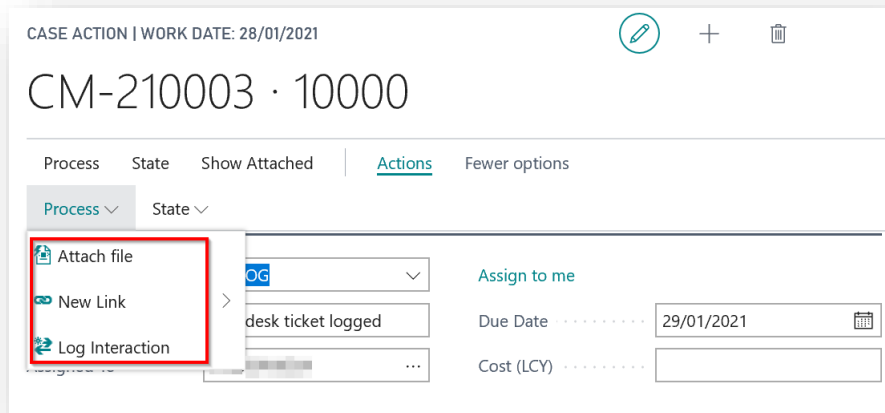 CASE ACTION | WORK DATE: 28/01/2021
CM-210003 · 10000
Process State Show Attached Actions Fewer options
Process State
Attach file
OG
Assign to me
New Link
desk ticket logged
Due Date 29/01/2021
Log Interaction
Cost (LCY)